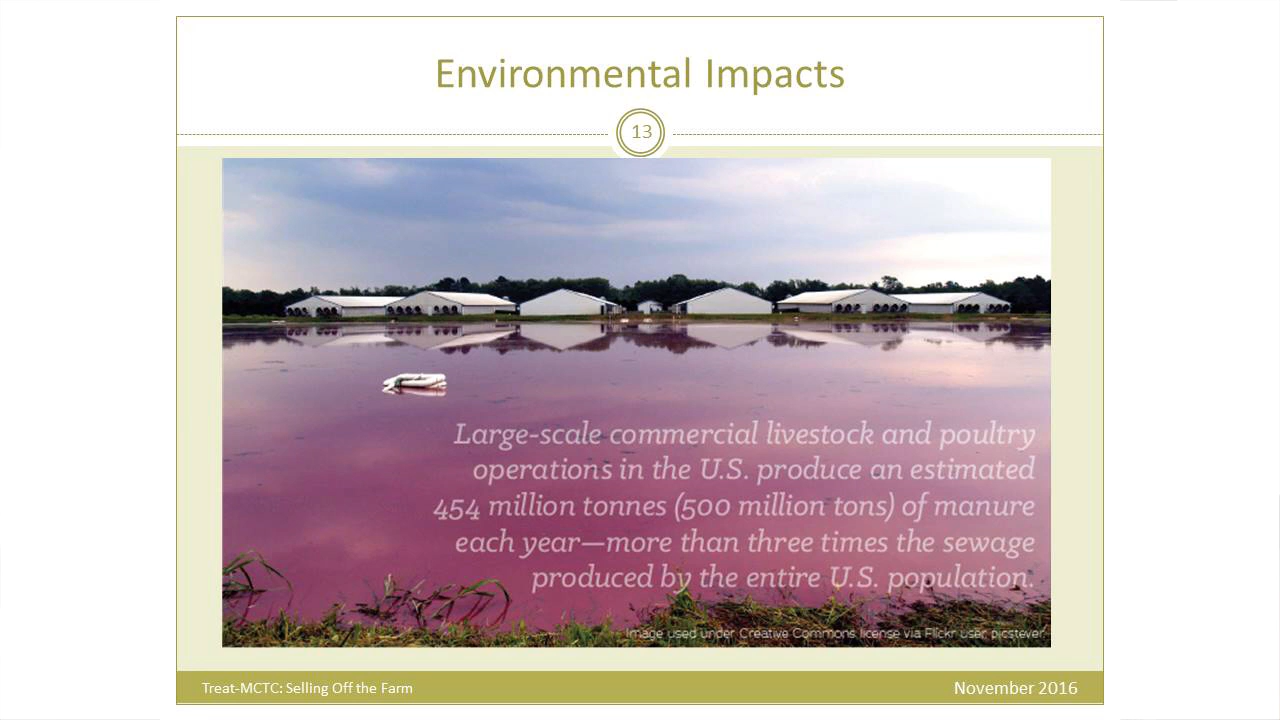 Environmental Impacts
13
Large-scale commercial livestock and poultry
operations in the U.S. produce an estimated
454 million tonnes (500 million tons) of manure
each year—more than three times the sewage
produced by the entire U.S. population.
Image used under Creative Commons license via Flickr user, picstever.
Treat-MCTC: Selling Off the Farm
November 2016